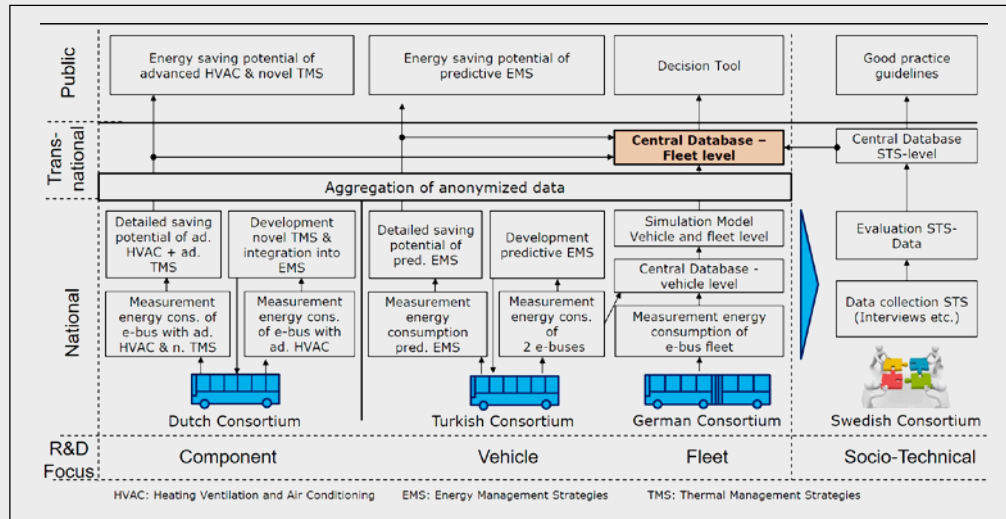 Public
Energy saving potential of
advanced HVAC & novel TMS
Energy saving potential of
predictive EMS
Decision Tool
Good practice
guidelines
Trans-
national
Central Database –
Fleet level
Central Database
STS-level
Aggregation of anonymized data
National
Detailed saving
potential of ad.
HVAC + ad.
TMS
Development
novel TMS &
integration into
EMS
Detailed saving
potential of
pred. EMS
Development
predictive EMS
Simulation Model
Vehicle and fleet level
Central Database -
vehicle level
Evaluation STS-
Data
Measurement
energy cons. of
e-bus with ad.
HVAC & n. TMS
Measurement
energy cons.
of e-bus with
ad. HVAC
Measurement
energy
consumption
pred. EMS
Measurement
energy cons.
of
2 e-buses
Measurement energy
consumption of
e-bus fleet
Data collection STS
(Interviews etc.)
Dutch Consortium
Turkish Consortium
German Consortium
Swedish Consortium
R&D
Focus
Component
Vehicle
Fleet
Socio-Technical
HVAC: Heating Ventilation and Air Conditioning
EMS: Energy Management Strategies
TMS: Thermal Management Strategies